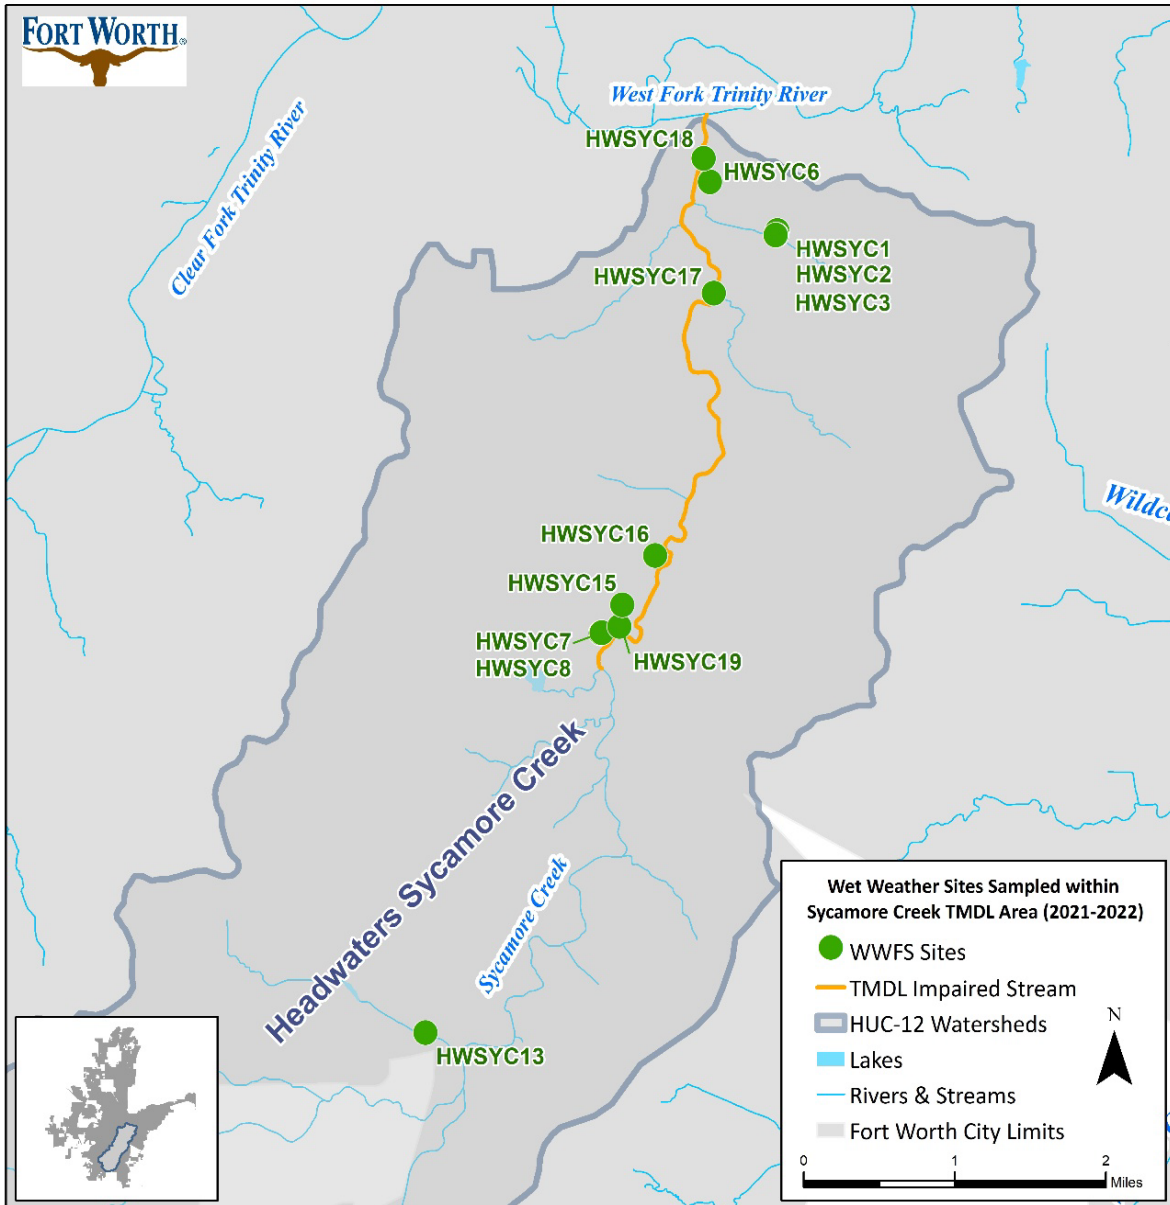 FORT WORTH®
West Fork Trinity River
Clear Fork Trinity River
HWSYC18
HWSYC6
HWSYC1
HWSYC2
HWSYC3
HWSYC17
HWSYC16
HWSYC15
HWSYC7
HWSYC8
HWSYC19
Headwaters Sycamore Creek
Sycamore Creek
HWSYC13
Wet Weather Sites Sampled within
Sycamore Creek TMDL Area (2021-2022)
WWFS Sites
TMDL Impaired Stream
HUC-12 Watersheds
Lakes
Rivers & Streams
Fort Worth City Limits
N
0 1 2
Miles